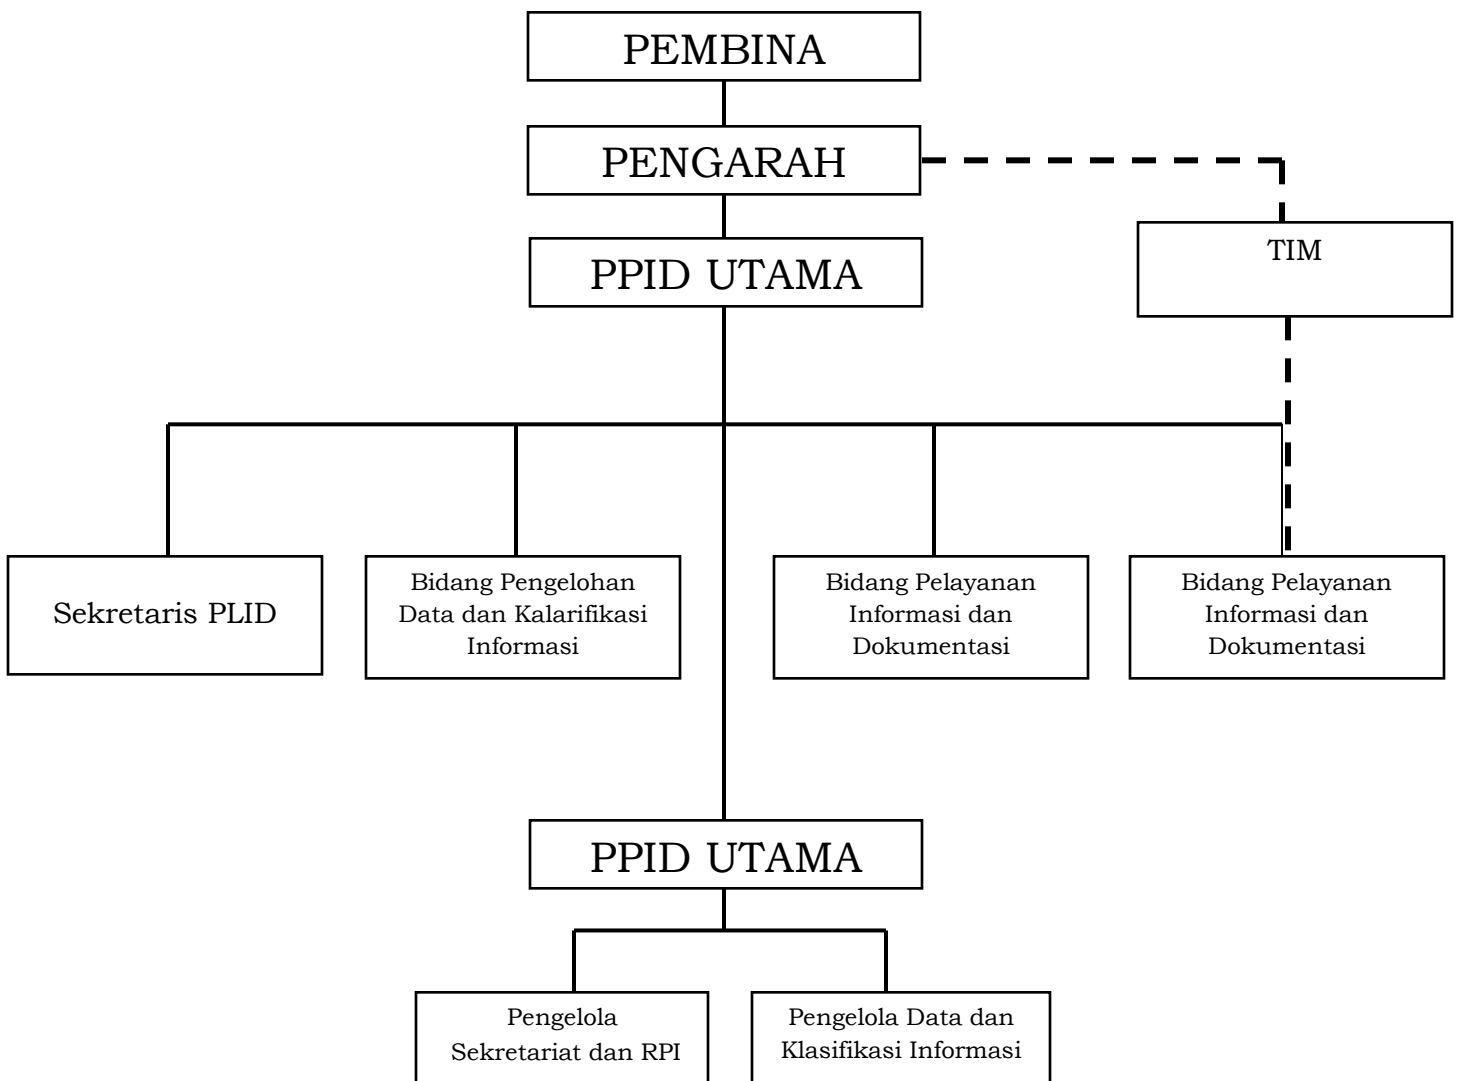 PEMBINA
PENGARAH
PPID UTAMA
TIM
Sekretaris PLID
Bidang Pengelohan
Data dan Kalarifikasi
Informasi
Bidang Pelayanan
Informasi dan
Dokumentasi
Bidang Pelayanan
Informasi dan
Dokumentasi
PPID UTAMA
Pengelola
Sekretariat dan RPI
Pengelola Data dan
Klasifikasi Informasi